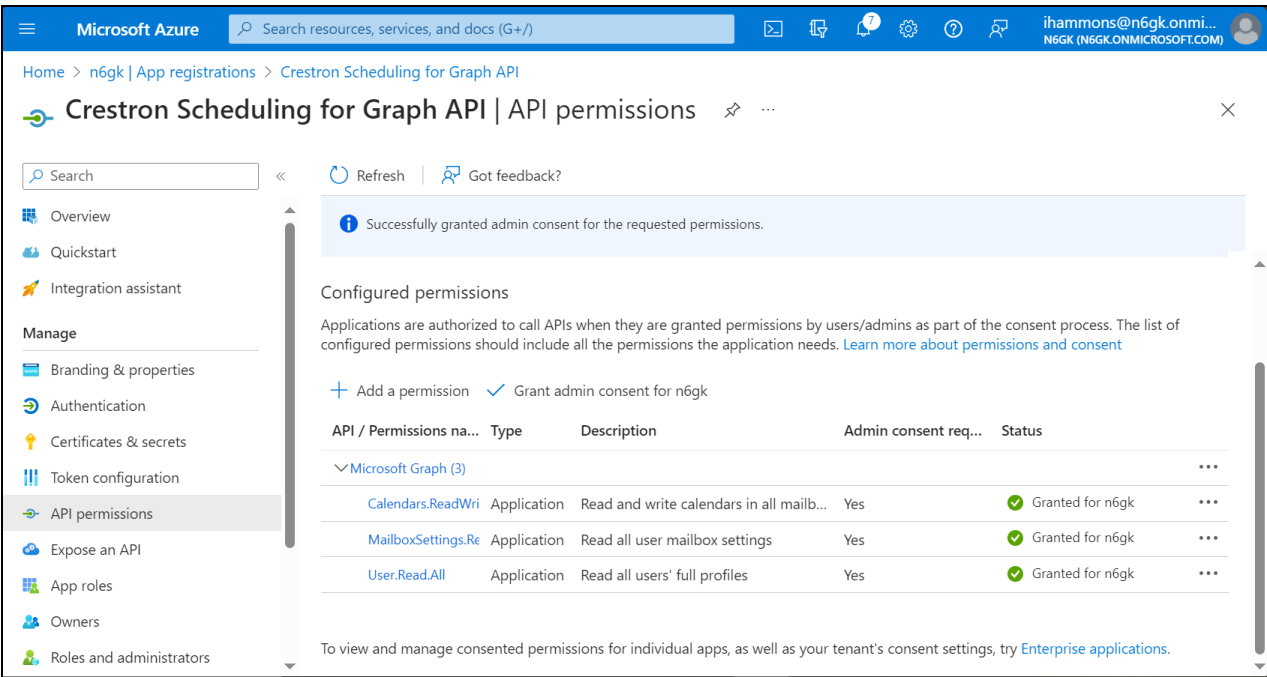 Microsoft Azure
Search resources, services, and docs (G+/)
7
ihammons@n6gk.onmi...
N6GK (N6GK.ONMICROSOFT.COM)
Home > n6gk | App registrations > Crestron Scheduling for Graph API
Crestron Scheduling for Graph API | API permissions ...
Search «
Refresh | Got feedback?
Overview
Quickstart
Integration assistant
Manage
Branding & properties
Authentication
Certificates & secrets
Token configuration
API permissions
Expose an API
App roles
Owners
Roles and administrators
Successfully granted admin consent for the requested permissions.
Configured permissions
Applications are authorized to call APIs when they are granted permissions by users/admins as part of the consent process. The list of
configured permissions should include all the permissions the application needs. Learn more about permissions and consent
Add a permission Grant admin consent for n6gk
API / Permissions na... Type Description Admin consent req... Status
Microsoft Graph (3) ...
Calendars.ReadWri Application Read and write calendars in all mailb... Yes Granted for n6gk ...
MailboxSettings.Re Application Read all user mailbox settings Yes Granted for n6gk ...
User.Read.All Application Read all users' full profiles Yes Granted for n6gk ...
To view and manage consented permissions for individual apps, as well as your tenant's consent settings, try Enterprise applications.